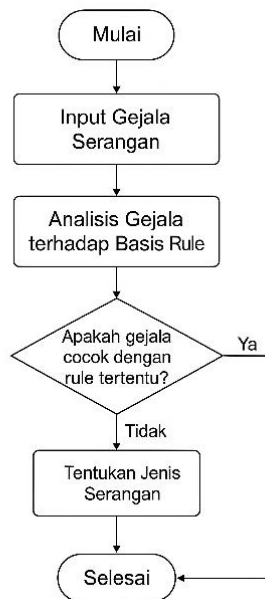 Mulai
Input Gejala
Serangan
Analisis Gejala
terhadap Basis Rule
Apakah gejala
cocok dengan
rule tertentu?
Ya
Tidak
Tentukan Jenis
Serangan
Selesai